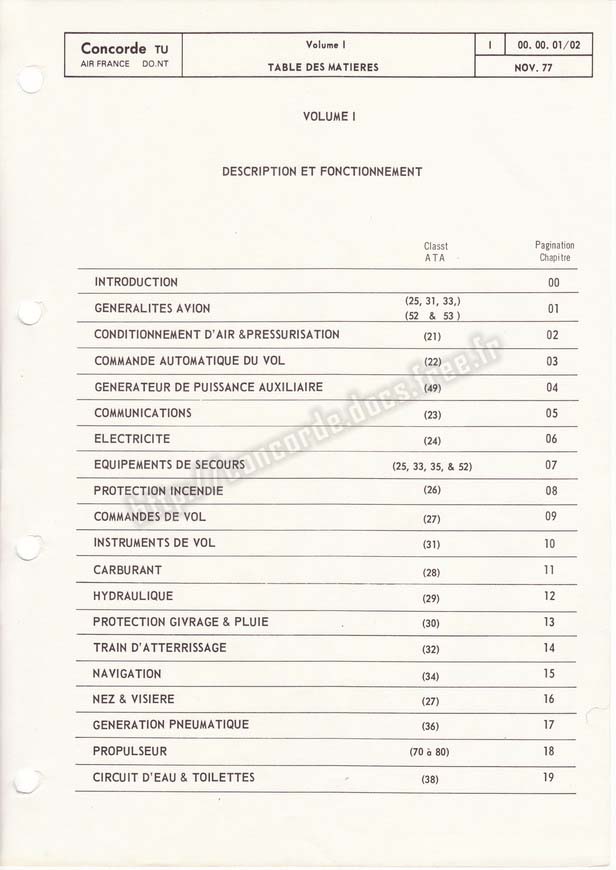 Concorde TU
AIR FRANCE DO.NT
Volume I
TABLE DES MATIERES
I
00. 00. 01/02
NOV. 77
VOLUME I
DESCRIPTION ET FONCTIONNEMENT
Classt
ATA
Pagination
Chapitre
INTRODUCTION 00
GENERALITES AVION (25, 31, 33,) 01
(52 & 53 )
CONDITIONNEMENT D'AIR &PRESSURISATION (21) 02
COMMANDE AUTOMATIQUE DU VOL (22) 03
GENERATEUR DE PUISSANCE AUXILIAIRE (49) 04
COMMUNICATIONS (23) 05
ELECTRICITE (24) 06
EQUIPEMENTS DE SECOURS (25, 33, 35, & 52) 07
PROTECTION INCENDIE (26) 08
COMMANDES DE VOL (27) 09
INSTRUMENTS DE VOL (31) 10
CARBURANT (28) 11
HYDRAULIQUE (29) 12
PROTECTION GIVRAGE & PLUIE (30) 13
TRAIN D'ATTERRISSAGE (32) 14
NAVIGATION (34) 15
NEZ & VISIERE (27) 16
GENERATION PNEUMATIQUE (36) 17
PROPULSEUR (70 à 80) 18
CIRCUIT D'EAU & TOILETTES (38) 19
http://concorde.docs.free.fr